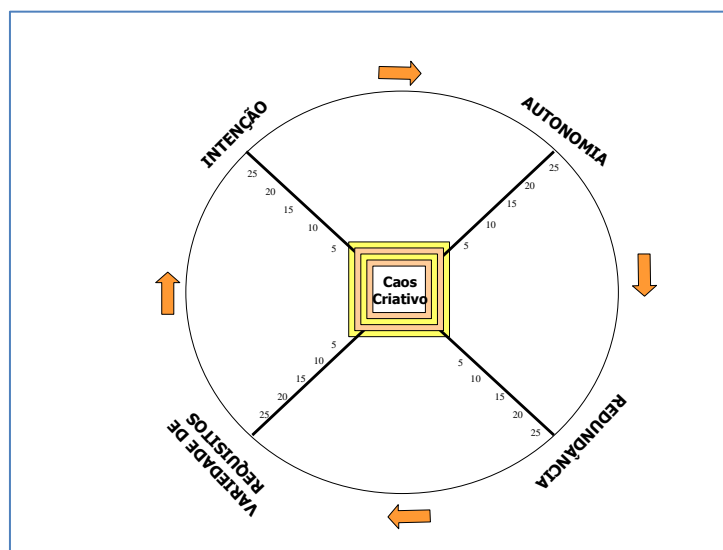 INTENÇÃO
25
20
15
10
5
AUTONOMIA
25
20
15
10
5
Caos
Criativo
5
10
15
20
25
VARIEDADE DE
REQUISITOS
5
10
15
20
25
REDUNDÂNCIA